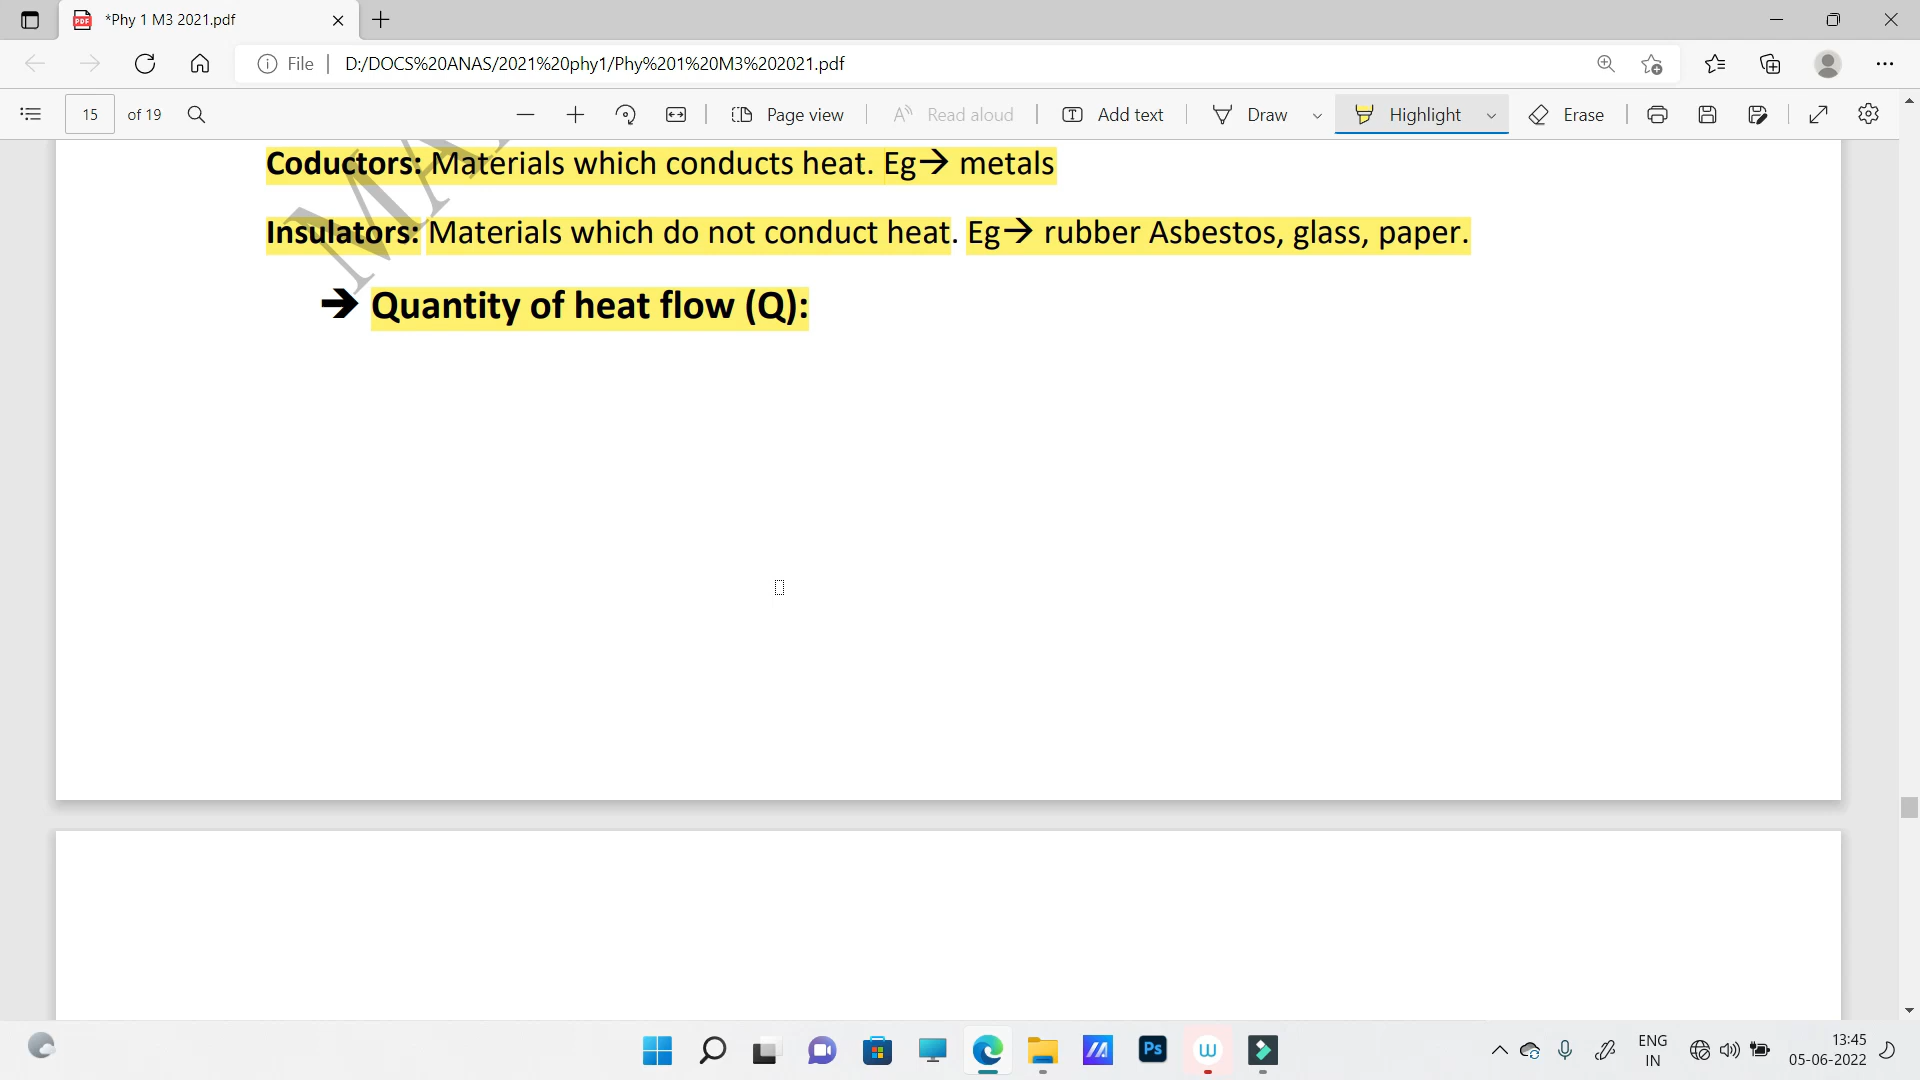 *Phy 1 M3 2021.pdf
File | D:/DOCS%20ANAS/2021%20phy1/Phy%201%20M3%202021.pdf
15 of 19 Page view Read aloud Add text Draw Highlight Erase
Coductors: Materials which conducts heat. Eg→ metals
Insulators: Materials which do not conduct heat. Eg→ rubber Asbestos, glass, paper.
➔ Quantity of heat flow (Q):
Ps
ENG
IN
13:45
05-06-2022